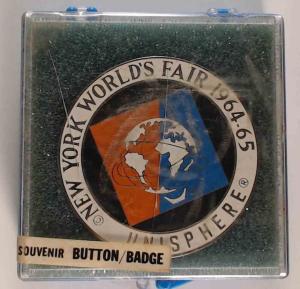 © NEW YORK WORLD'S FAIR 1964-65
UNISPHERE ®
SOUVENIR BUTTON/BADGE